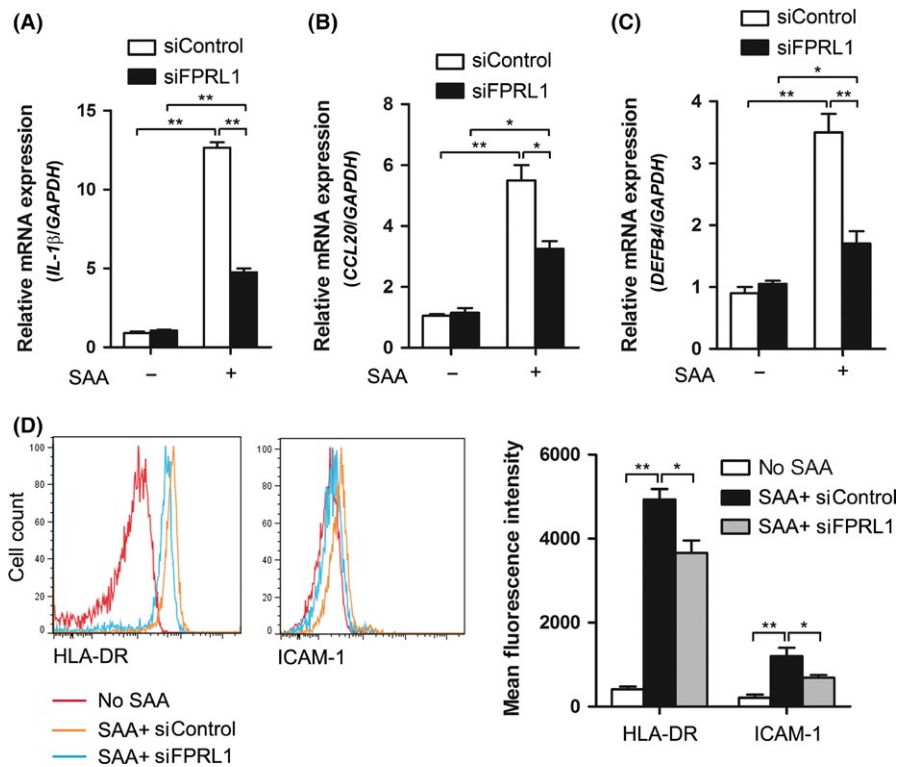 (A)
siControl
siFPRL1
Relative mRNA expression
(IL-1β/GAPDH)
15
10
5
0
**
**
**
SAA
–
+
(B)
siControl
siFPRL1
Relative mRNA expression
(CCL20/GAPDH)
8
6
4
2
0
*
**
*
SAA
–
+
(C)
siControl
siFPRL1
Relative mRNA expression
(DEFB4/GAPDH)
4
3
2
1
0
*
**
**
SAA
–
+
(D)
Cell count
100
80
60
40
20
0
HLA-DR
100
80
60
40
20
0
ICAM-1
No SAA
SAA+ siControl
SAA+ siFPRL1
Mean fluorescence intensity
6000
4000
2000
0
**
*
**
*
HLA-DR
ICAM-1
No SAA
SAA+ siControl
SAA+ siFPRL1